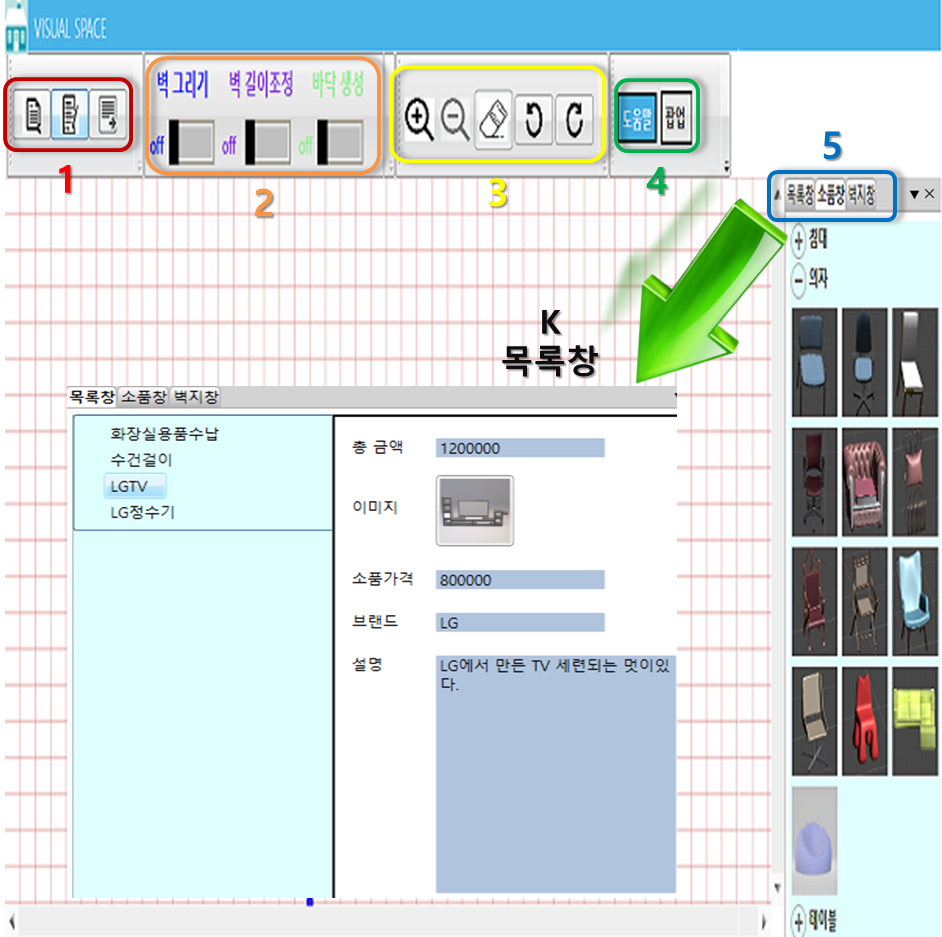 VISUAL SPACE
벽 그리기 벽 길이조정 바닥 생성
off off off
도움말 팝업
1
2
3
4
5
목록창 소품창 벽지창
침대
의자
K
목록창
목록창 소품창 벽지창
화장실용품수납
수건걸이
LGTV
LG정수기
총 금액 1200000
이미지
소품가격 800000
브랜드 LG
설명 LG에서 만든 TV 세련되는 멋이있
다.
테이블